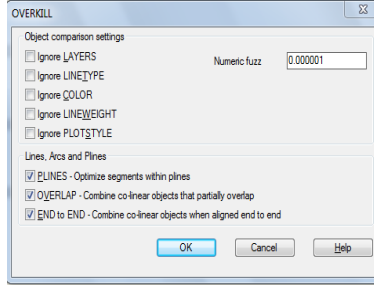 OVERKILL
Object comparison settings
Ignore LAYERS
Numeric fuzz 0.000001
Ignore LINETYPE
Ignore COLOR
Ignore LINEWEIGHT
Ignore PLOTSTYLE
Lines, Arcs and Plines
PLINES - Optimize segments within plines
OVERLAP - Combine co-linear objects that partially overlap
END to END - Combine co-linear objects when aligned end to end
OK Cancel Help